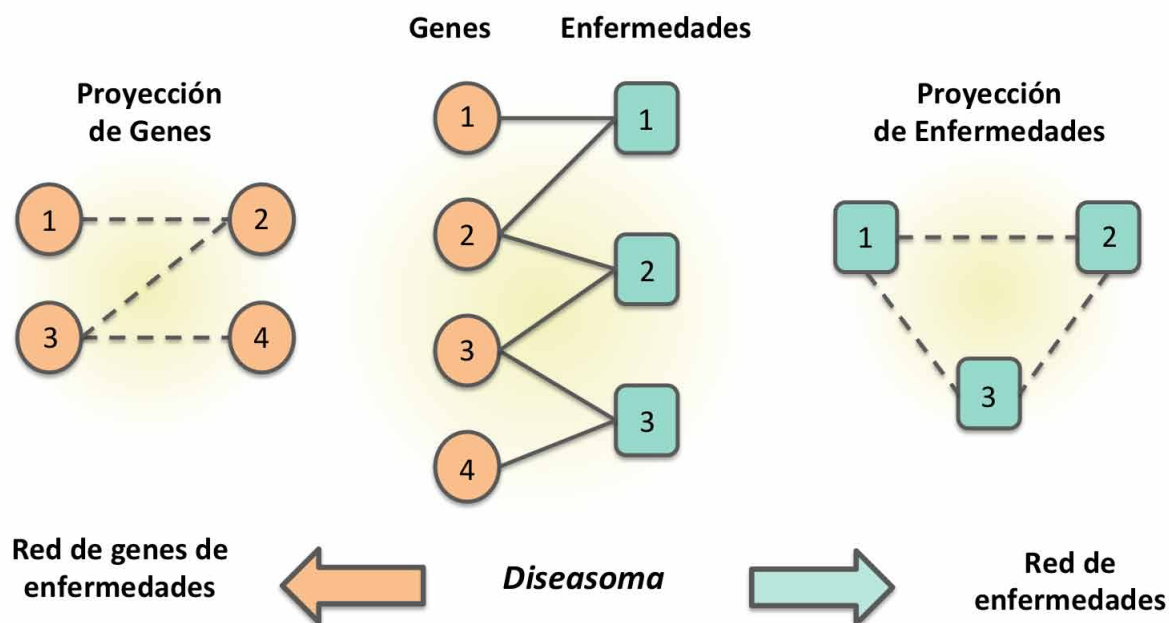 Genes
Enfermedades
Proyección
de Genes
1
2
3
4
1
2
3
4
1
2
3
Proyección
de Enfermedades
1
2
3
Red de genes de
enfermedades
Diseasoma
Red de
enfermedades